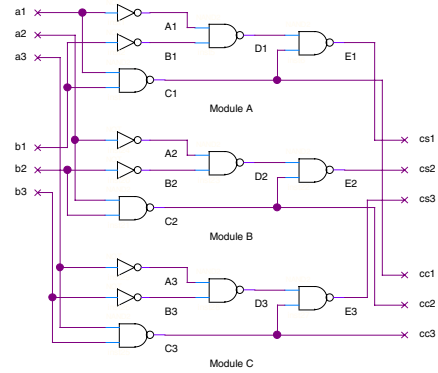 a1
A1
a2
B1
D1
E1
a3
C1
Module A
b1
cs1
A2
b2
cs2
B2
D2
E2
b3
cs3
C2
Module B
cc1
A3
cc2
B3
D3
E3
cc3
C3
Module C